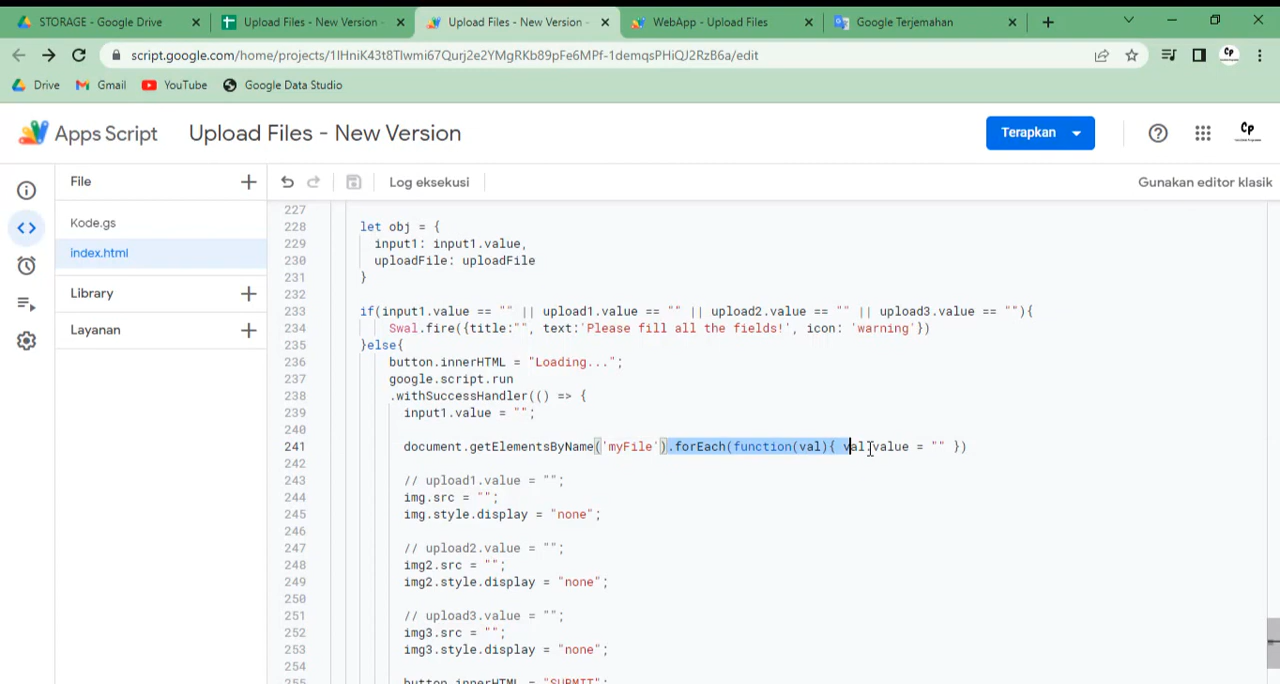 STORAGE - Google Drive
Upload Files - New Version -
Upload Files - New Version -
WebApp - Upload Files
Google Terjemahan
script.google.com/home/projects/1IHniK43t8Tlwmi67Qurj2e2YMgRKb89pFe6MPf-1demqsPHiQJ2RzB6a/edit
Drive
Gmail
YouTube
Google Data Studio
Apps Script
Upload Files - New Version
Terapkan
File
Log eksekusi
Gunakan editor klasik
Kode.gs
index.html
Library
Layanan
227
228 let obj = {
229 input1: input1.value,
230 uploadFile: uploadFile
231 }
232
233 if(input1.value == "" || upload1.value == "" || upload2.value == "" || upload3.value == ""){
234 Swal.fire({title:"", text:'Please fill all the fields!', icon: 'warning'})
235 }else{
236 button.innerHTML = "Loading...";
237 google.script.run
238 .withSuccessHandler(() => {
239 input1.value = "";
240
241 document.getElementsByName('myFile').forEach(function(val){ val.value = "" })
242
243 // upload1.value = "";
244 img.src = "";
245 img.style.display = "none";
246
247 // upload2.value = "";
248 img2.src = "";
249 img2.style.display = "none";
250
251 // upload3.value = "";
252 img3.src = "";
253 img3.style.display = "none";
254
255 button.innerHTML = "SUBMIT";